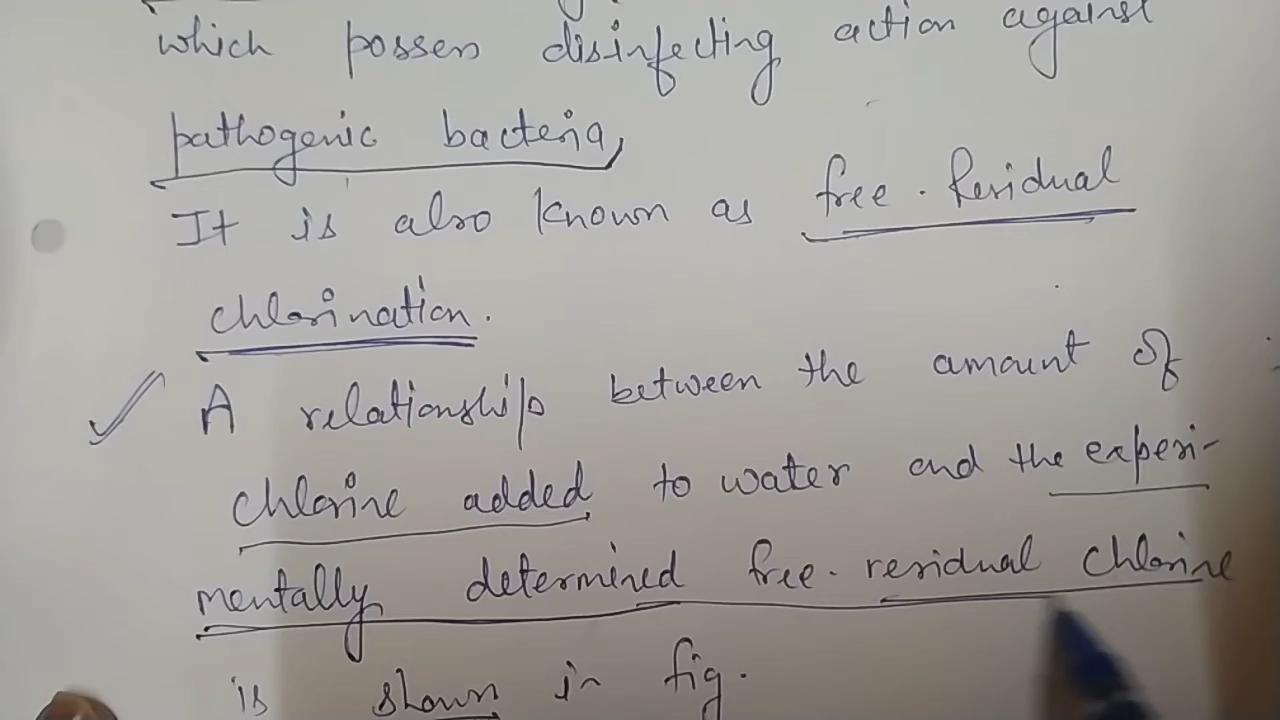 which possess disinfecting action against
pathogenic bacteria,
It is also known as free. Residual
chlorination.
A relationship between the amount of
chlorine added to water and the experi-
mentally determined free. residual chlorine
is shown in fig.